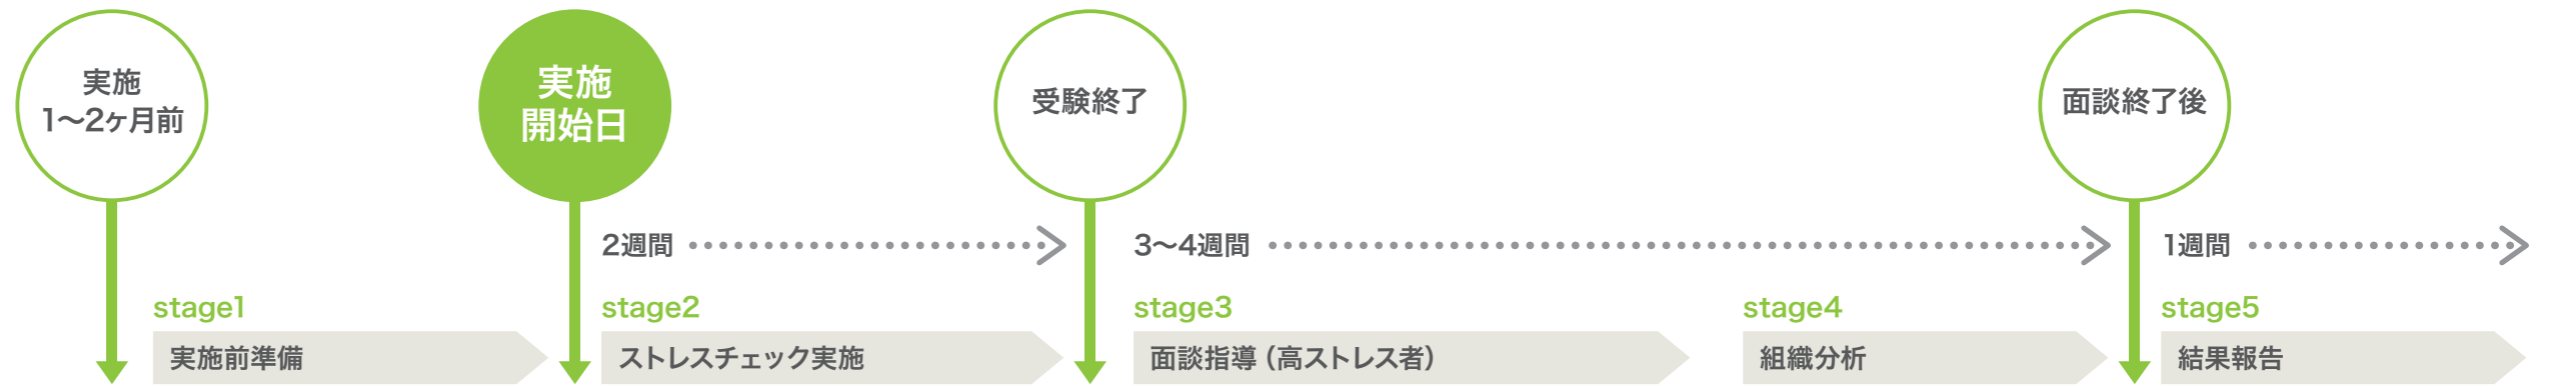 実施
1～2ヶ月前
実施
開始日
受験終了
面談終了後
2週間
3～4週間
1週間
stage1
stage2
stage3
stage4
stage5
実施前準備
ストレスチェック実施
面談指導（高ストレス者）
組織分析
結果報告